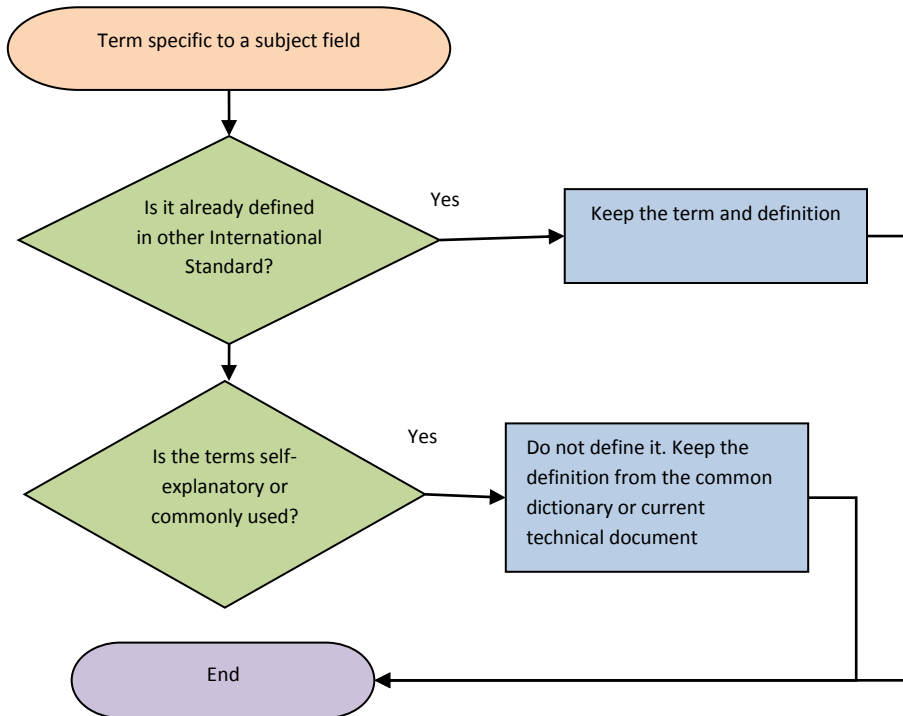 Term specific to a subject field
Is it already defined
in other International
Standard?
Yes
Keep the term and definition
Is the terms self-
explanatory or
commonly used?
Yes
Do not define it. Keep the
definition from the common
dictionary or current
technical document
End